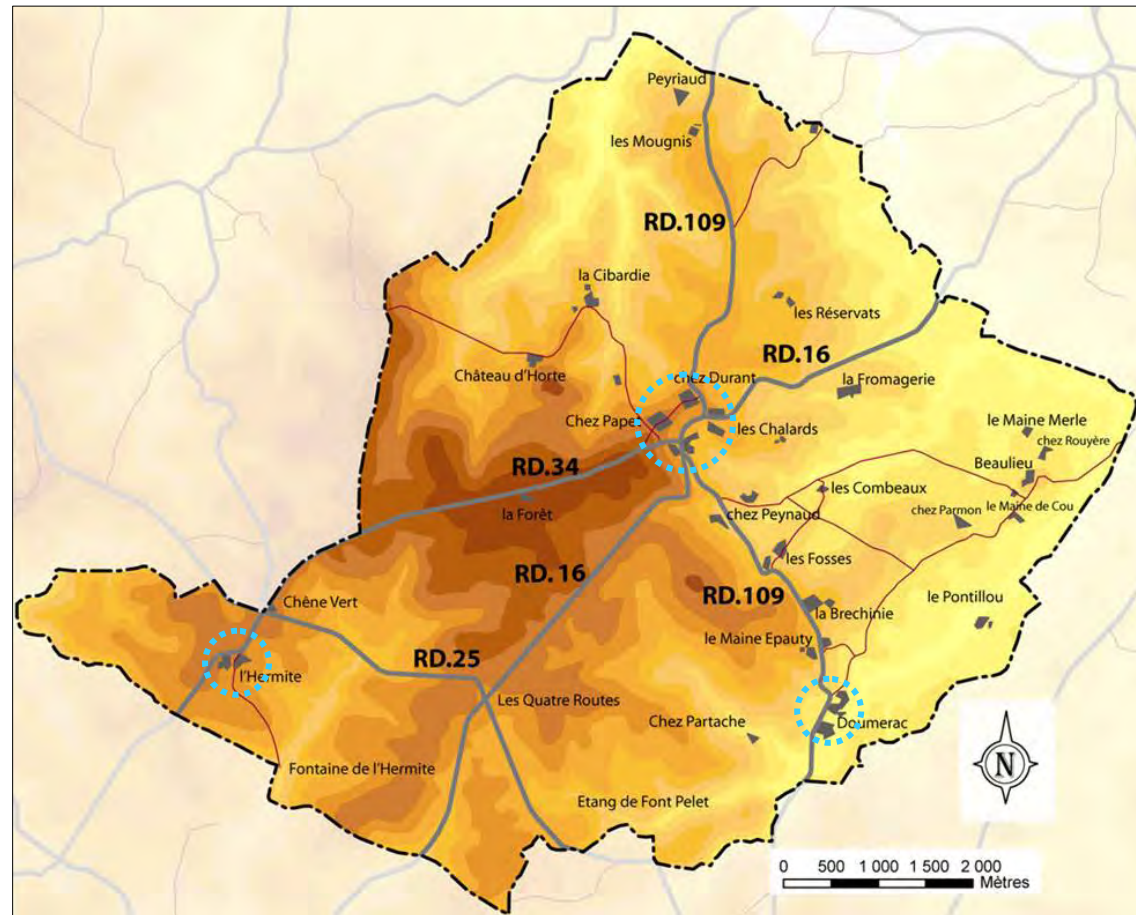 Peyriaud
les Mougnis
RD.109
la Cibardie
les Réservats
RD.16
Château d'Horte
chez Durant
la Fromagerie
Chez Papet
les Chalards
le Maine Merle
chez Rouyère
Beaulieu
RD.34
la Forêt
les Combeaux
chez Peynaud
chez Parmon
le Maine de Cou
les Fosses
RD. 16
RD.109
Chêne Vert
la Brechinie
le Pontillou
le Maine Epauty
RD.25
l'Hermite
Les Quatre Routes
Chez Partache
Doumerac
Fontaine de l'Hermite
Etang de Font Pelet
N
0 500 1 000 1 500 2 000
Mètres